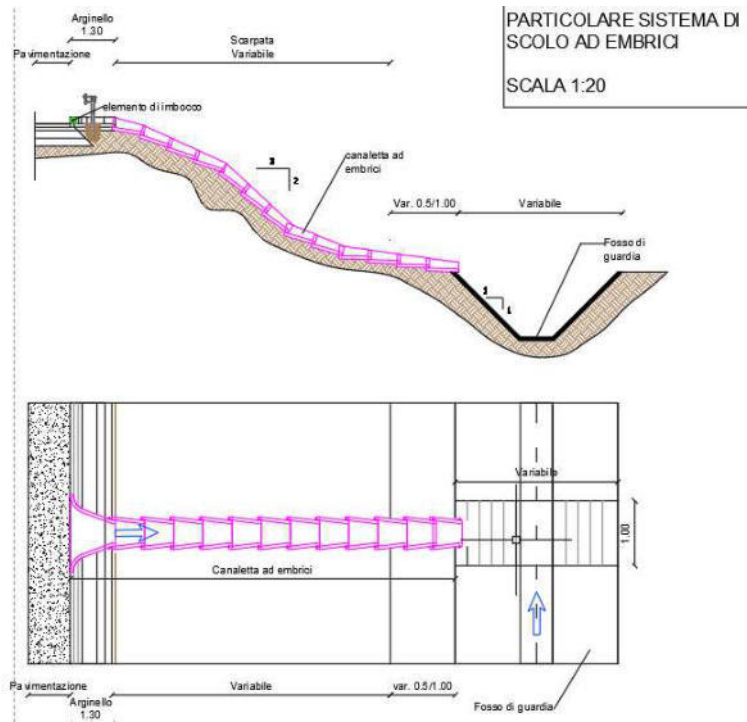 PARTICOLARE SISTEMA DI
SCOLO AD EMBRICI
SCALA 1:20
Arginello
1.30
Pavimentazione
Scarpata
Variabile
elemento di imbocco
3
2
canaletta ad
embrici
Var. 0.5/1.00
Variabile
Fosso di
guardia
1
1
Variabile
1.00
Canaletta ad embrici
Pavimentazione
Arginello
1.30
Variabile
var. 0.5/1.00
Fosso di guardia